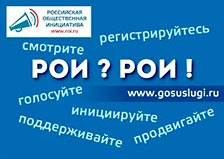 РОССИЙСКАЯ
ОБЩЕСТВЕННАЯ
ИНИЦИАТИВА
www.roi.ru
смотрите
регистрируйтесь
РОИ ? РОИ !
голосуйте
www.gosuslugi.ru
инициируйте
поддерживайте
продвигайте